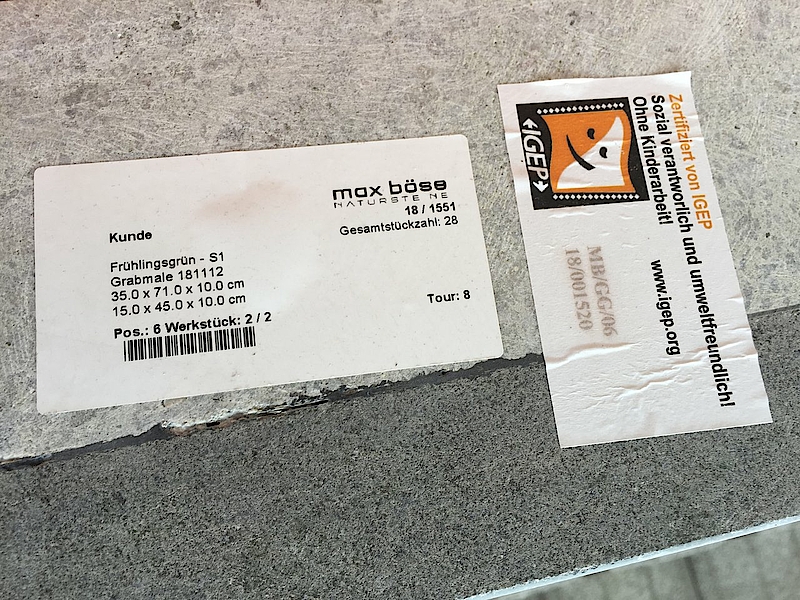 max böse
NATURSTEINE
18 / 1551
Gesamtstückzahl: 28
Kunde
Frühlingsgrün - S1
Grabmale 181112
35.0 x 71.0 x 10.0 cm
15.0 x 45.0 x 10.0 cm
Tour: 8
Pos.: 6 Werkstück: 2 / 2
Zertifiziert von IGEP
Sozial verantworlich und umweltfreundlich!
Ohne Kinderarbeit!
www.igep.org
IGEP
MB/GG/06
18/001520